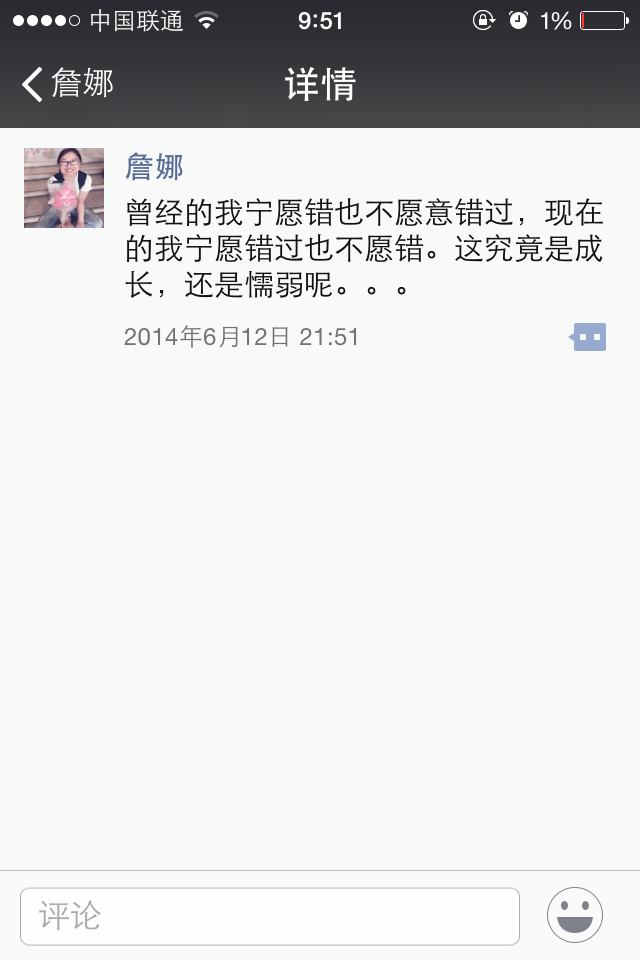 中国联通 9:51 1%
詹娜 详情
詹娜
曾经的我宁愿错也不愿意错过，现在
的我宁愿错过也不愿错。这究竟是成
长，还是懦弱呢。。。
2014年6月12日 21:51
评论